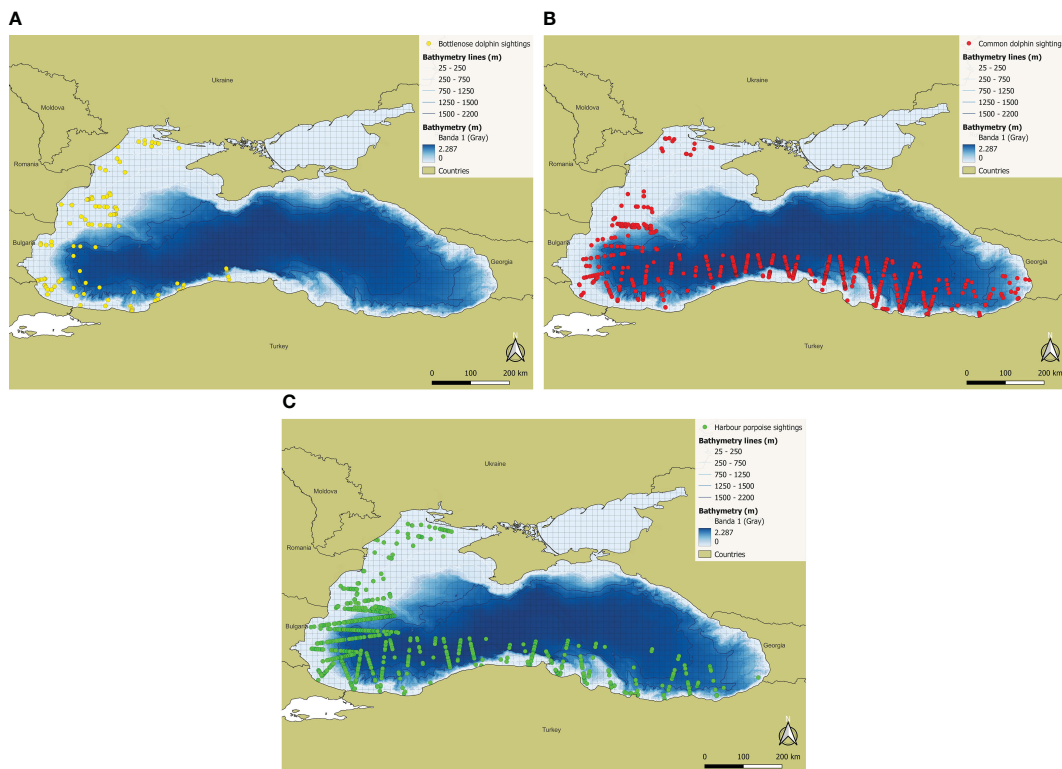 A
Bottlenose dolphin sightings
Bathymetry lines (m)
25 - 250
250 - 750
750 - 1250
1250 - 1500
1500 - 2200
Bathymetry (m)
Banda 1 (Gray)
2.287
0
Countries
Ukraine
Moldova
Romania
Bulgaria
Georgia
Turkey
N
0 100 200 km
B
Common dolphin sighting
Bathymetry lines (m)
25 - 250
250 - 750
750 - 1250
1250 - 1500
1500 - 2200
Bathymetry (m)
Banda 1 (Gray)
2.287
0
Countries
Ukraine
Moldova
Romania
Bulgaria
Georgia
Turkey
N
0 100 200 km
C
Harbour porpoise sightings
Bathymetry lines (m)
25 - 250
250 - 750
750 - 1250
1250 - 1500
1500 - 2200
Bathymetry (m)
Banda 1 (Gray)
2.287
0
Countries
Ukraine
Moldova
Romania
Bulgaria
Georgia
Turkey
N
0 100 200 km